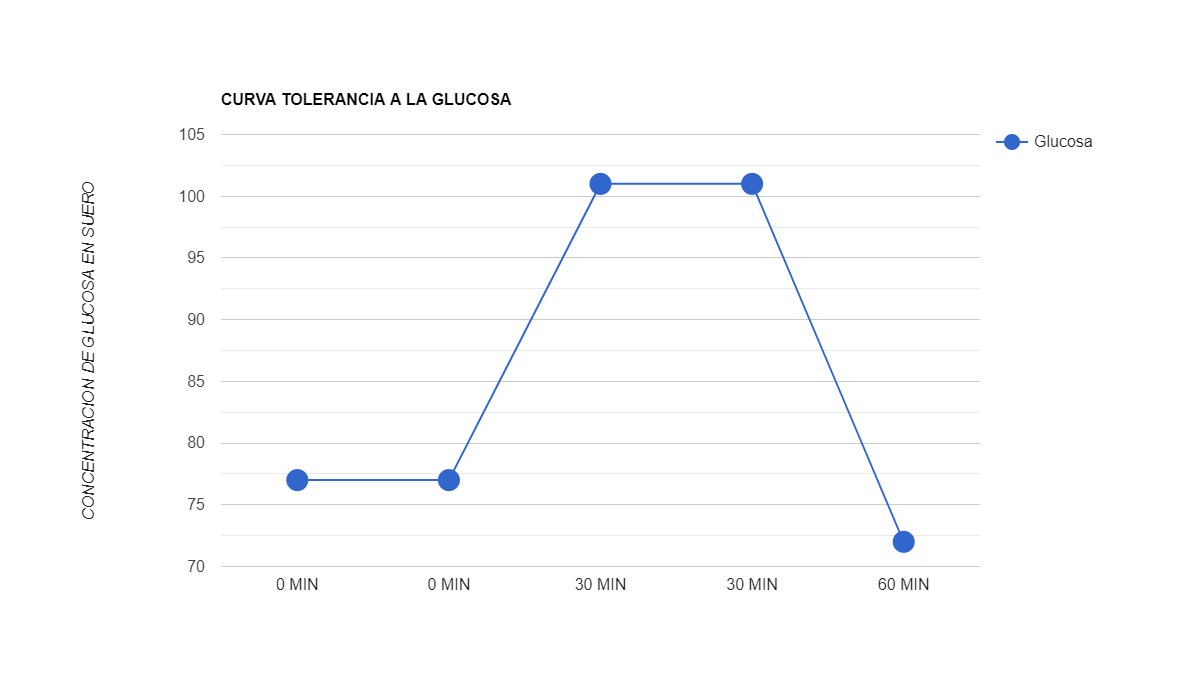 CURVA TOLERANCIA A LA GLUCOSA
Glucosa
CONCENTRACION DE GLUCOSA EN SUERO
105
100
95
90
85
80
75
70
0 MIN
0 MIN
30 MIN
30 MIN
60 MIN